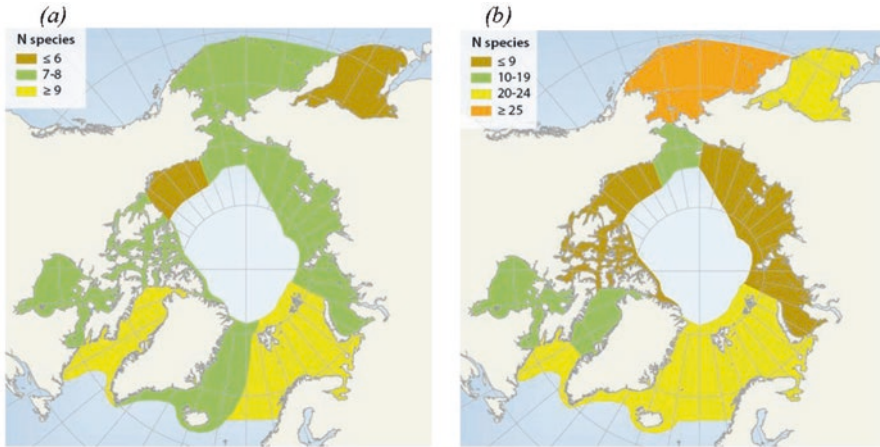 (a)
N species
≤ 6
7-8
≥ 9
(b)
N species
≤ 9
10-19
20-24
≥ 25